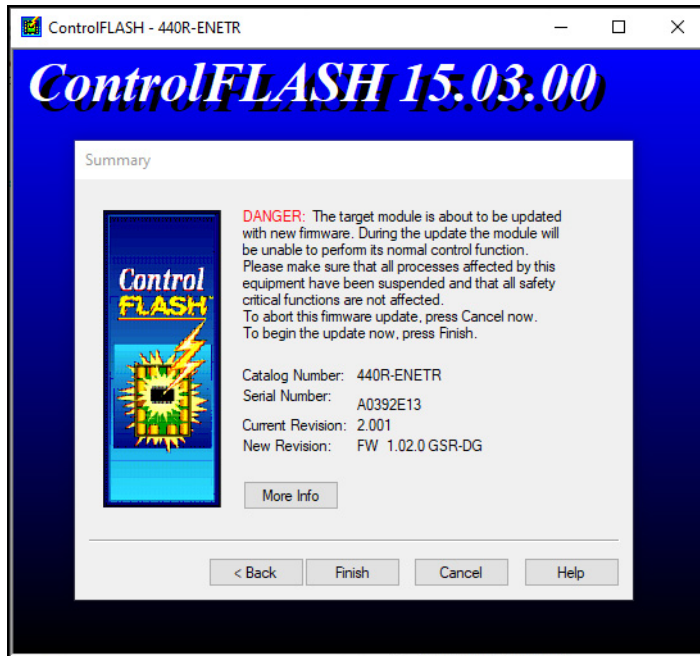 ControlFLASH - 440R-ENETR
ControlFLASH 15.03.00
Summary
Control
FLASH
DANGER: The target module is about to be updated
with new firmware. During the update the module will
be unable to perform its normal control function.
Please make sure that all processes affected by this
equipment have been suspended and that all safety
critical functions are not affected.
To abort this firmware update, press Cancel now.
To begin the update now, press Finish.
Catalog Number: 440R-ENETR
Serial Number: A0392E13
Current Revision: 2.001
New Revision: FW 1.02.0 GSR-DG
More Info
< Back Finish Cancel Help